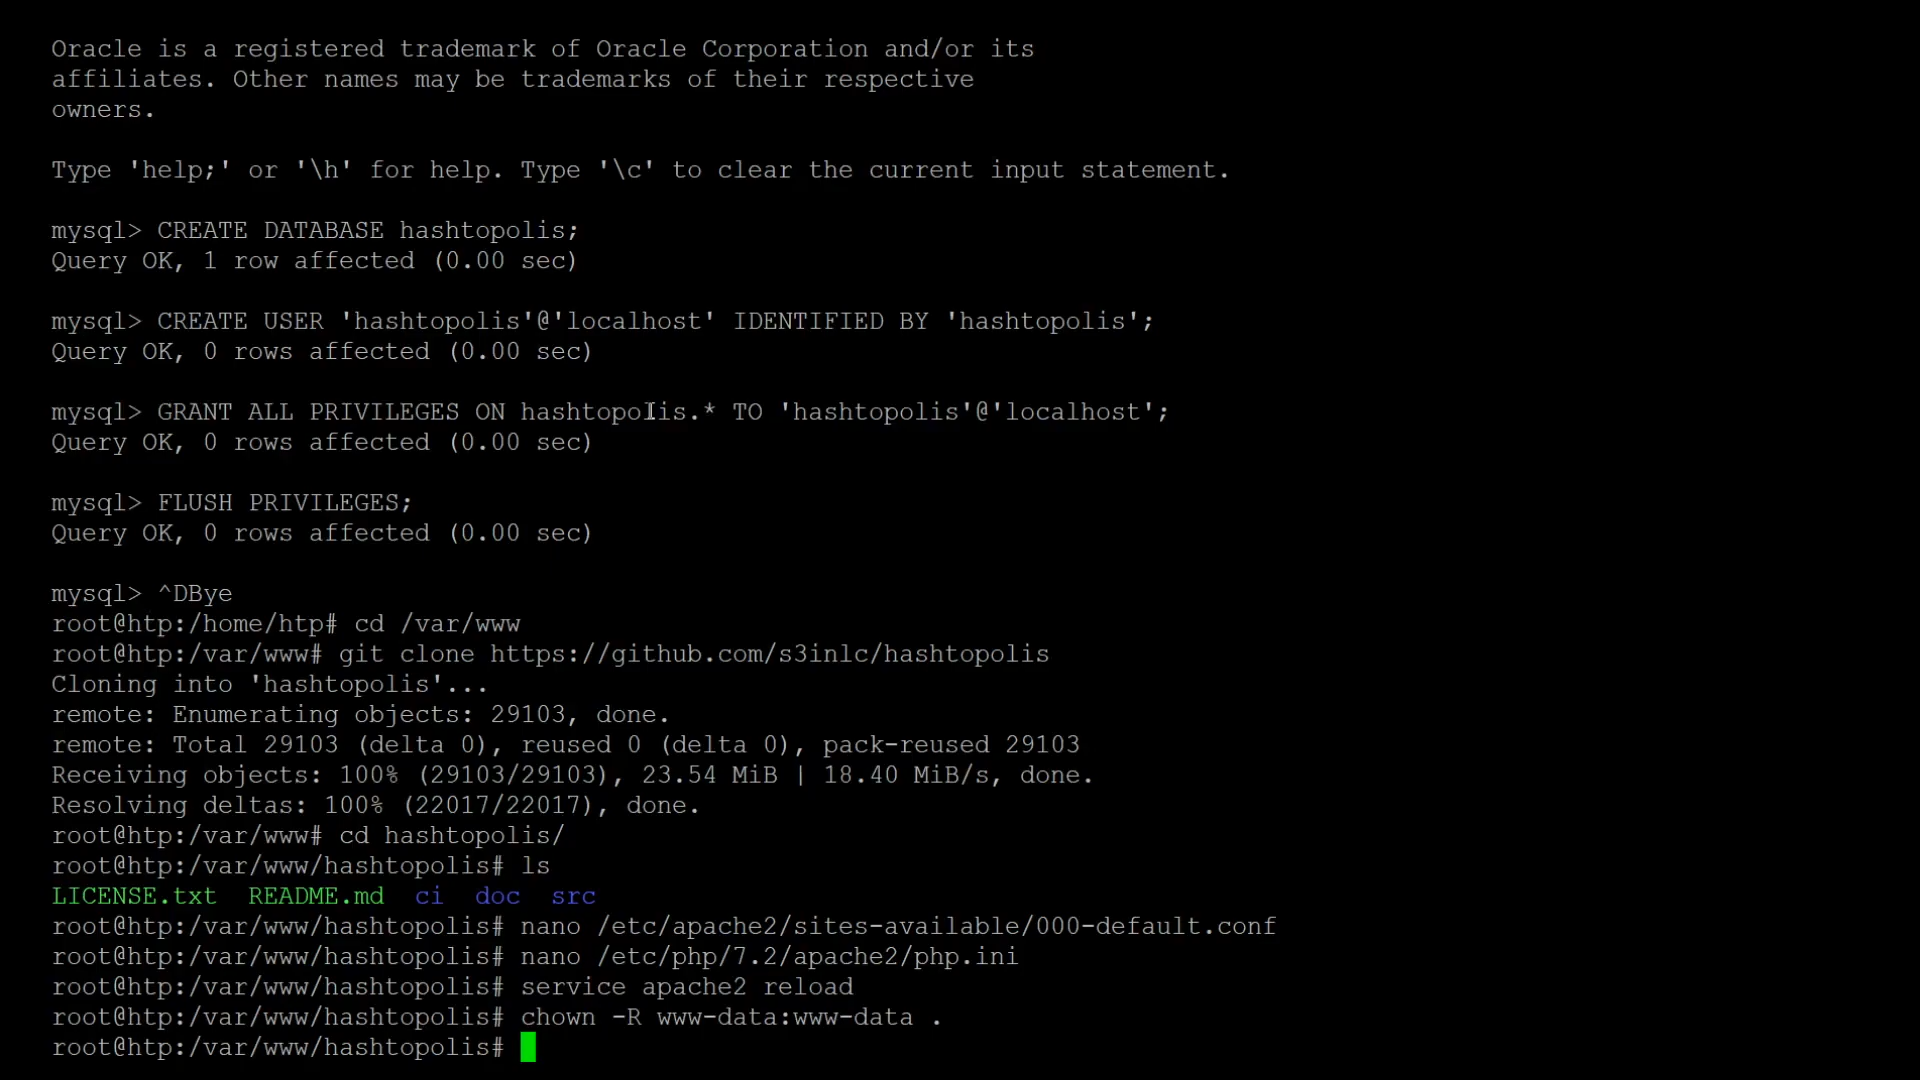 Oracle is a registered trademark of Oracle Corporation and/or its
affiliates. Other names may be trademarks of their respective
owners.
Type 'help;' or '\h' for help. Type '\c' to clear the current input statement.
mysql> CREATE DATABASE hashtopolis;
Query OK, 1 row affected (0.00 sec)
mysql> CREATE USER 'hashtopolis'@'localhost' IDENTIFIED BY 'hashtopolis';
Query OK, 0 rows affected (0.00 sec)
mysql> GRANT ALL PRIVILEGES ON hashtopolis.* TO 'hashtopolis'@'localhost';
Query OK, 0 rows affected (0.00 sec)
mysql> FLUSH PRIVILEGES;
Query OK, 0 rows affected (0.00 sec)
mysql> ^DBye
root@htp:/home/htp# cd /var/www
root@htp:/var/www# git clone https://github.com/s3inlc/hashtopolis
Cloning into 'hashtopolis'...
remote: Enumerating objects: 29103, done.
remote: Total 29103 (delta 0), reused 0 (delta 0), pack-reused 29103
Receiving objects: 100% (29103/29103), 23.54 MiB | 18.40 MiB/s, done.
Resolving deltas: 100% (22017/22017), done.
root@htp:/var/www# cd hashtopolis/
root@htp:/var/www/hashtopolis# ls
LICENSE.txt  README.md  ci  doc  src
root@htp:/var/www/hashtopolis# nano /etc/apache2/sites-available/000-default.conf
root@htp:/var/www/hashtopolis# nano /etc/php/7.2/apache2/php.ini
root@htp:/var/www/hashtopolis# service apache2 reload
root@htp:/var/www/hashtopolis# chown -R www-data:www-data .
root@htp:/var/www/hashtopolis#